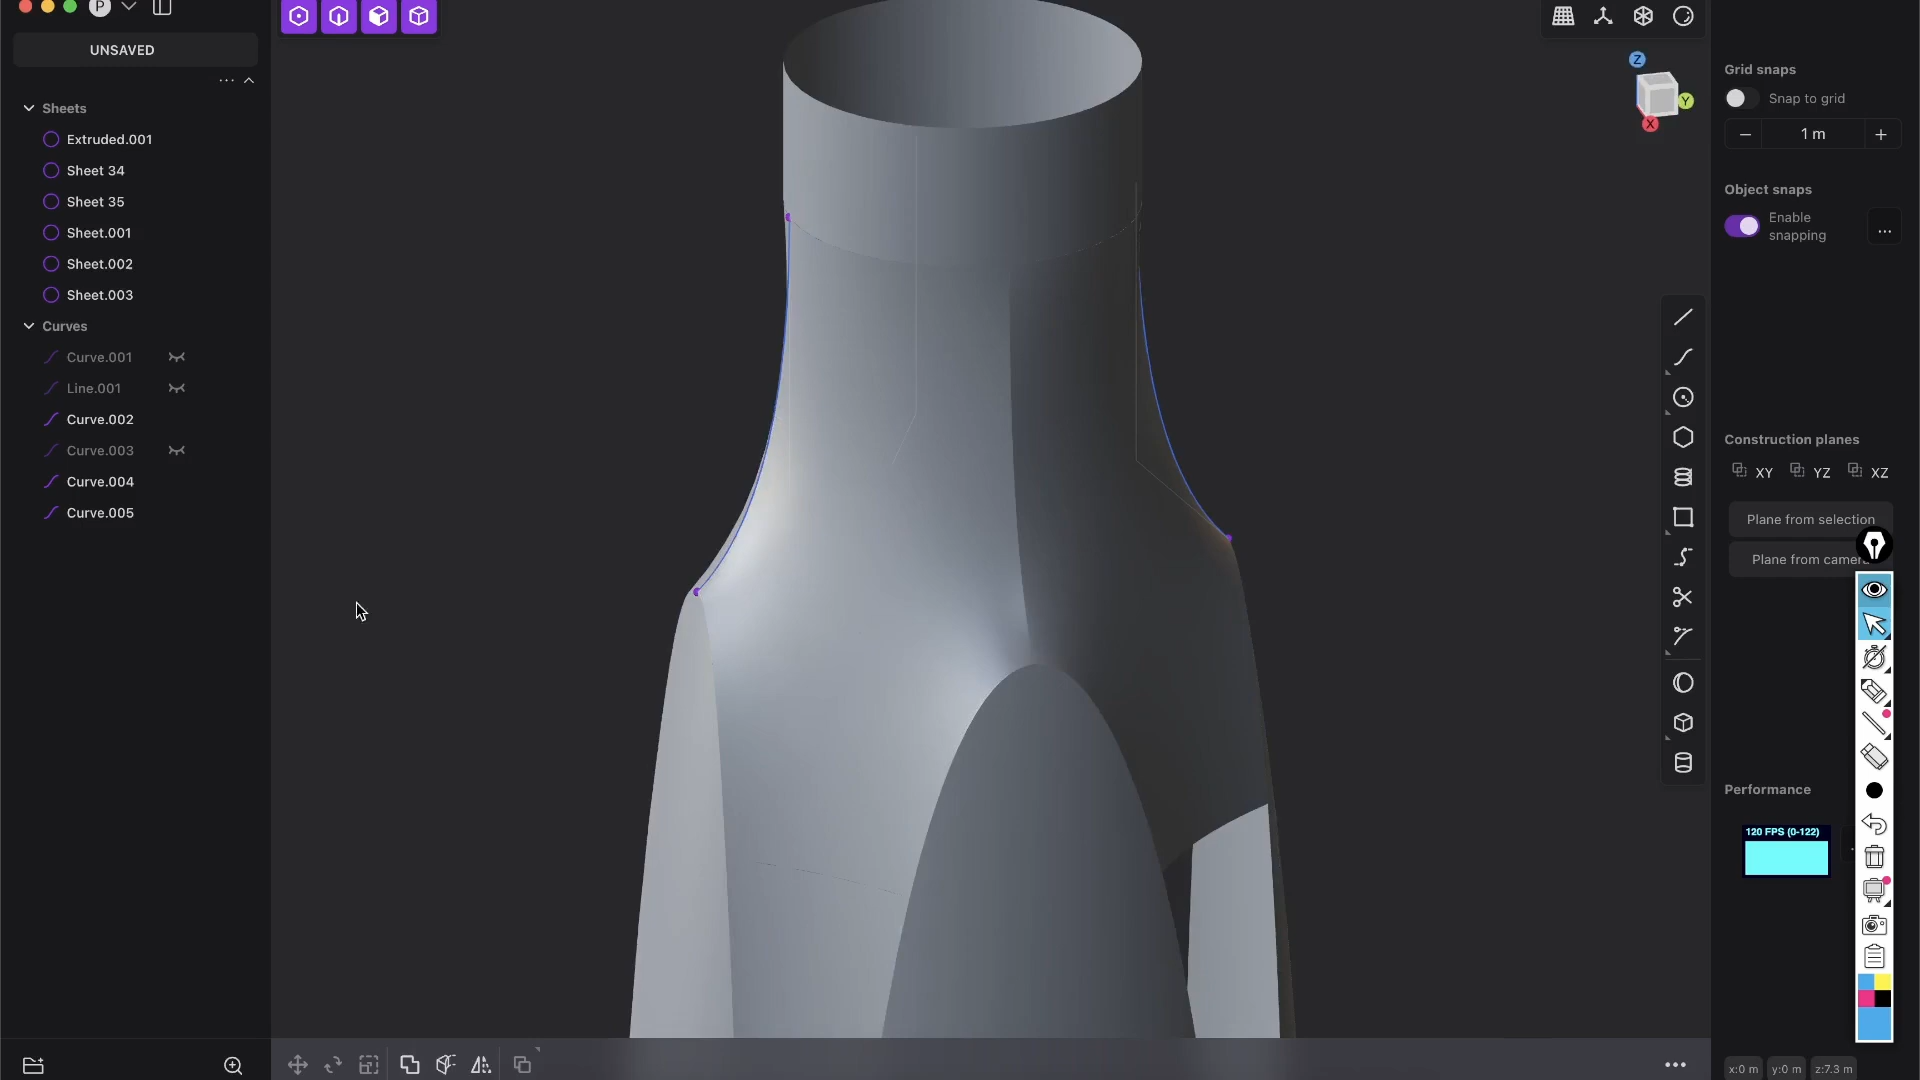 P
UNSAVED
Sheets
Extruded.001
Sheet 34
Sheet 35
Sheet.001
Sheet.002
Sheet.003
Curves
Curve.001
Line.001
Curve.002
Curve.003
Curve.004
Curve.005
Z
Y
X
Grid snaps
Snap to grid
1 m
Object snaps
Enable
snapping
Construction planes
XY YZ XZ
Plane from selection
Plane from camera
Performance
120 FPS (0-122)
x:0 m y:0 m z:7.3 m